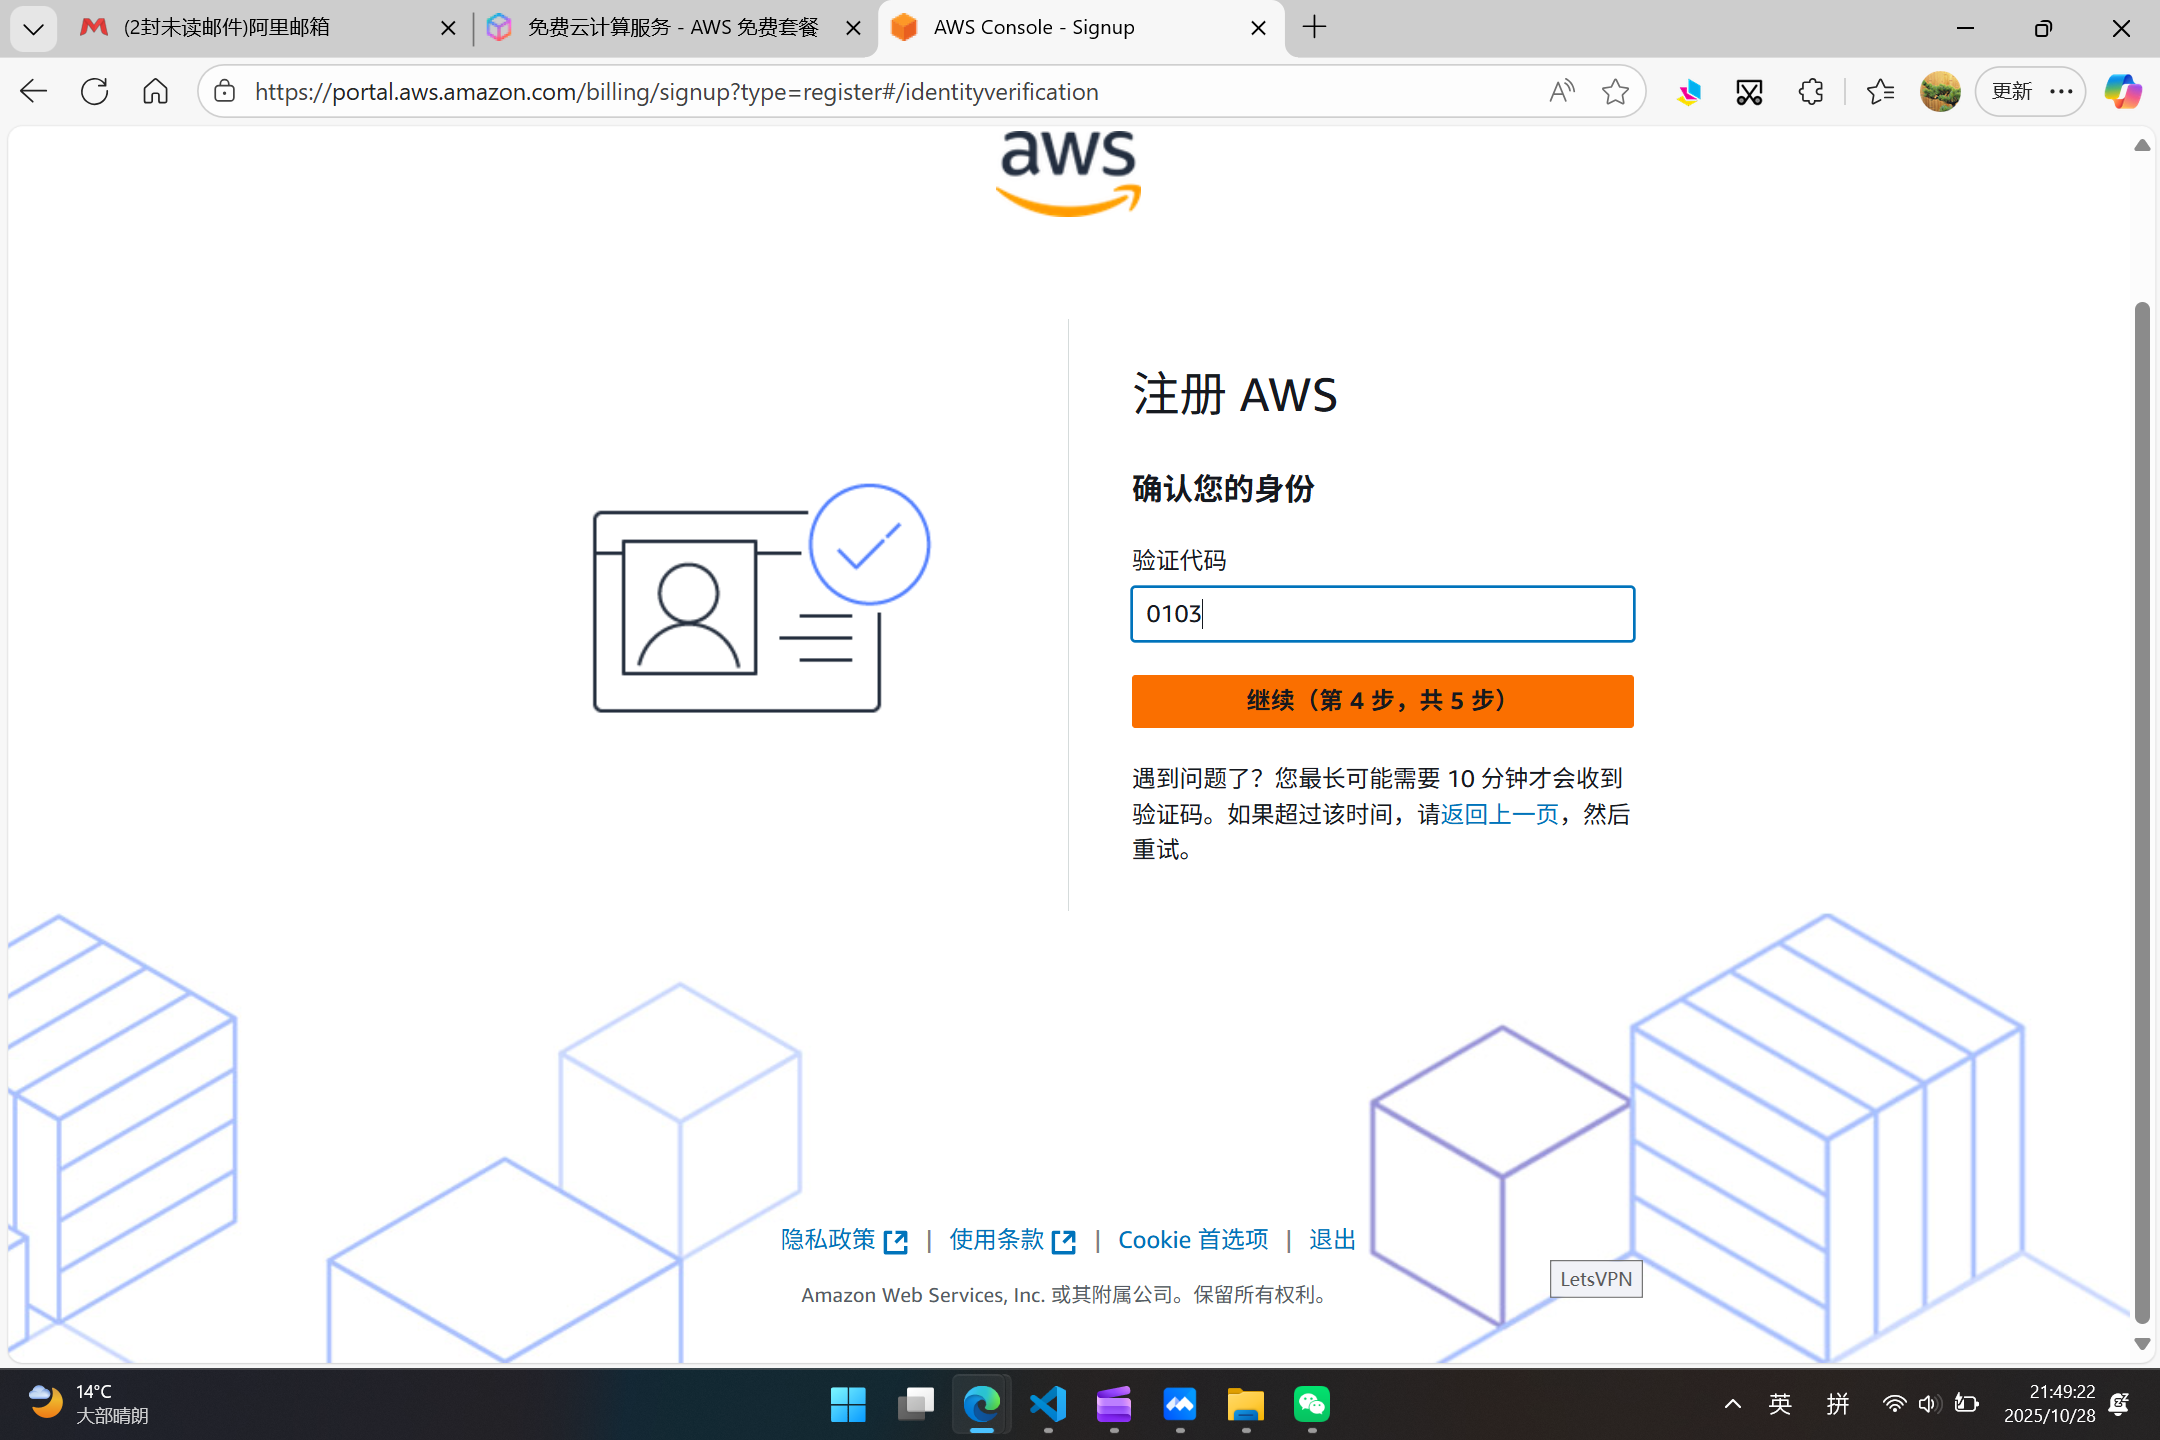 (2封未读邮件)阿里邮箱
免费云计算服务 - AWS 免费套餐
AWS Console - Signup
https://portal.aws.amazon.com/billing/signup?type=register#/identityverification
更新
aws
注册 AWS
确认您的身份
验证代码
0103
继续（第 4 步，共 5 步）
遇到问题了？您最长可能需要 10 分钟才会收到
验证码。如果超过该时间，请返回上一页，然后
重试。
隐私政策 | 使用条款 | Cookie 首选项 | 退出
LetsVPN
Amazon Web Services, Inc. 或其附属公司。保留所有权利。
14°C
大部晴朗
英
拼
21:49:22
2025/10/28